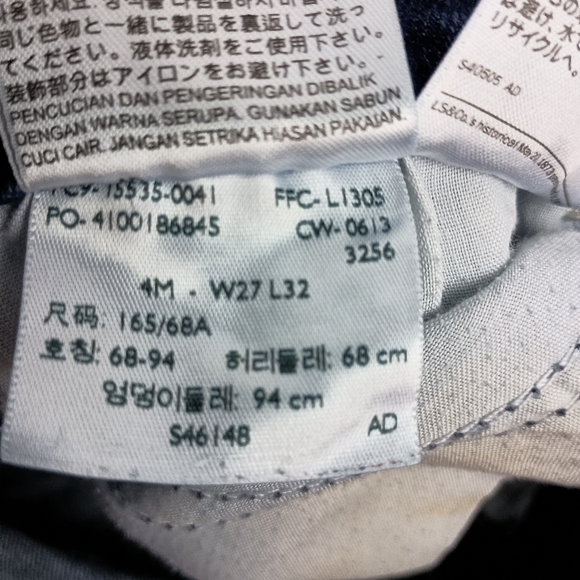 同じ色物と一緒に製品を裏返して洗っ
てください。液体洗剤をご使用下さい。
装飾部分はアイロンをお避け下さい。
PENCUCIAN DAN PENGERINGAN DIBALIK
DENGAN WARNA SERUPA. GUNAKAN SABUN
CUCI CAIR. JANGAN SETRIKA HIASAN PAKAIAN.
は避け、水
リサイクルへ。
S40505 AD
15535-0041 FFC- L1305
PO- 4100186845 CW- 0613
3256
4M - W27 L32
尺码: 165/68A
호칭: 68-94 허리둘레: 68 cm
엉덩이둘레: 94 cm
S46148 AD